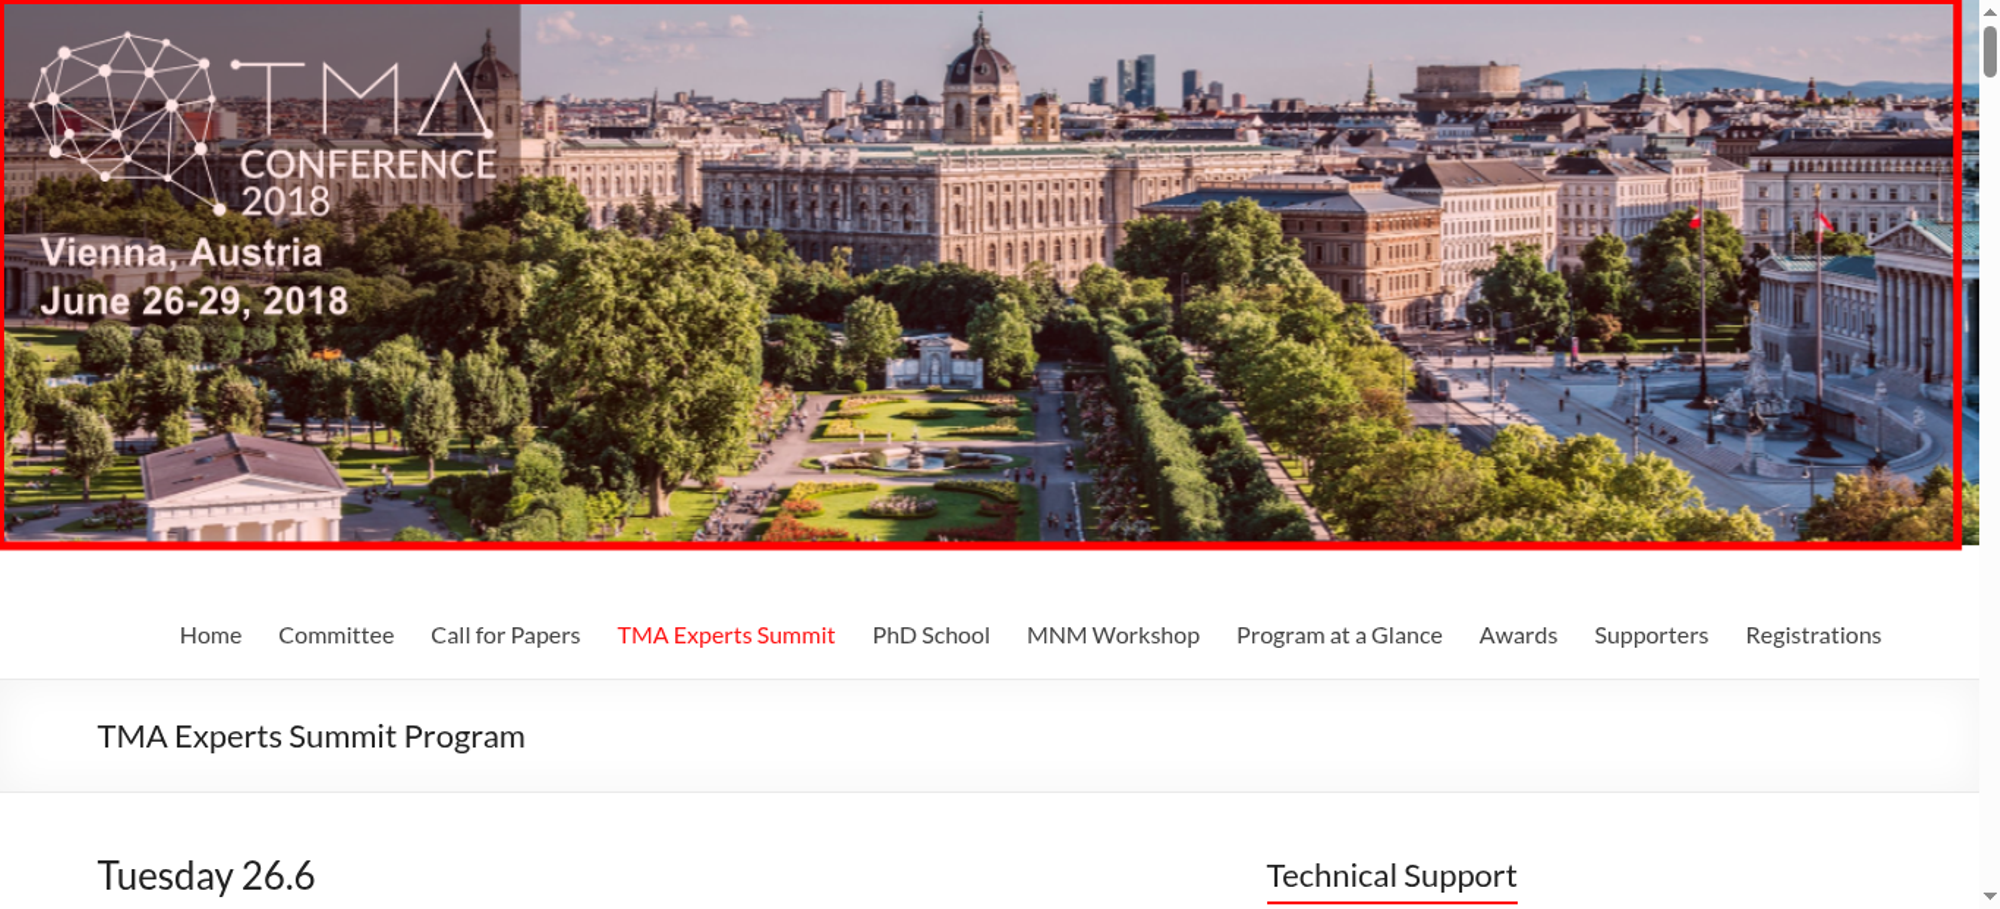 TMA
CONFERENCE
2018
Vienna, Austria
June 26-29, 2018
Home Committee Call for Papers TMA Experts Summit PhD School MNM Workshop Program at a Glance Awards Supporters Registrations
TMA Experts Summit Program
Tuesday 26.6
Technical Support